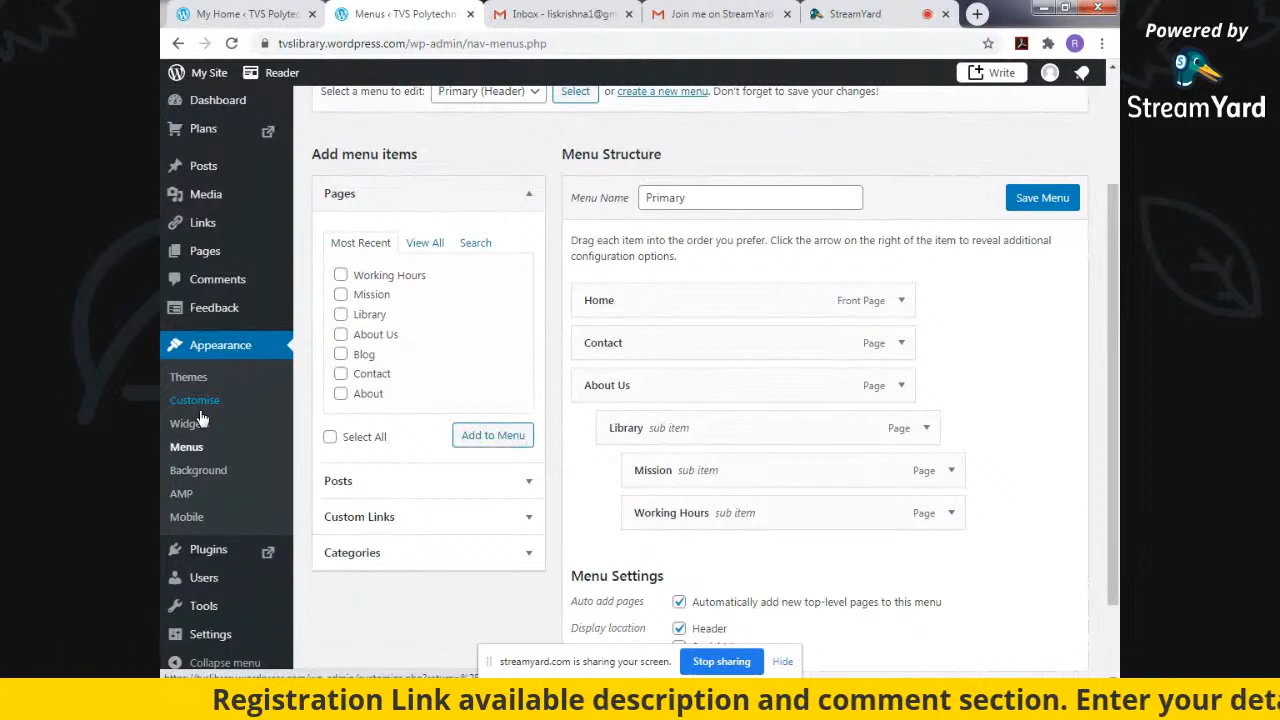 My Home ‹ TVS Polytec
Menus ‹ TVS Polytechn
Inbox - liskrishna1@gm
Join me on StreamYard
StreamYard
tvslibrary.wordpress.com/wp-admin/nav-menus.php
R
Powered by
StreamYard
My Site
Reader
Write
Dashboard
Plans
Posts
Media
Links
Pages
Comments
Feedback
Appearance
Themes
Customise
Menus
Background
AMP
Mobile
Plugins
Users
Tools
Settings
Collapse menu
Select a menu to edit: Primary (Header) Select or create a new menu. Don't forget to save your changes!
Add menu items
Pages
Most Recent View All Search
Working Hours
Mission
Library
About Us
Blog
Contact
About
Select All Add to Menu
Posts
Custom Links
Categories
Menu Structure
Menu Name Primary Save Menu
Drag each item into the order you prefer. Click the arrow on the right of the item to reveal additional
configuration options.
Home Front Page
Contact Page
About Us Page
Library sub item Page
Mission sub item Page
Working Hours sub item Page
Menu Settings
Auto add pages Automatically add new top-level pages to this menu
Display location Header
streamyard.com is sharing your screen. Stop sharing Hide
Registration Link available description and comment section. Enter your deta